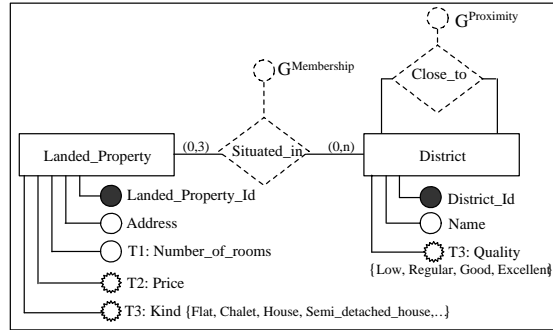 G^Proximity
G^Membership
Close_to
(0,3)
(0,n)
Landed_Property
Situated_in
District
Landed_Property_Id
District_Id
Address
Name
T1: Number_of_rooms
T3: Quality
{Low, Regular, Good, Excellent}
T2: Price
T3: Kind {Flat, Chalet, House, Semi_detached_house,…}